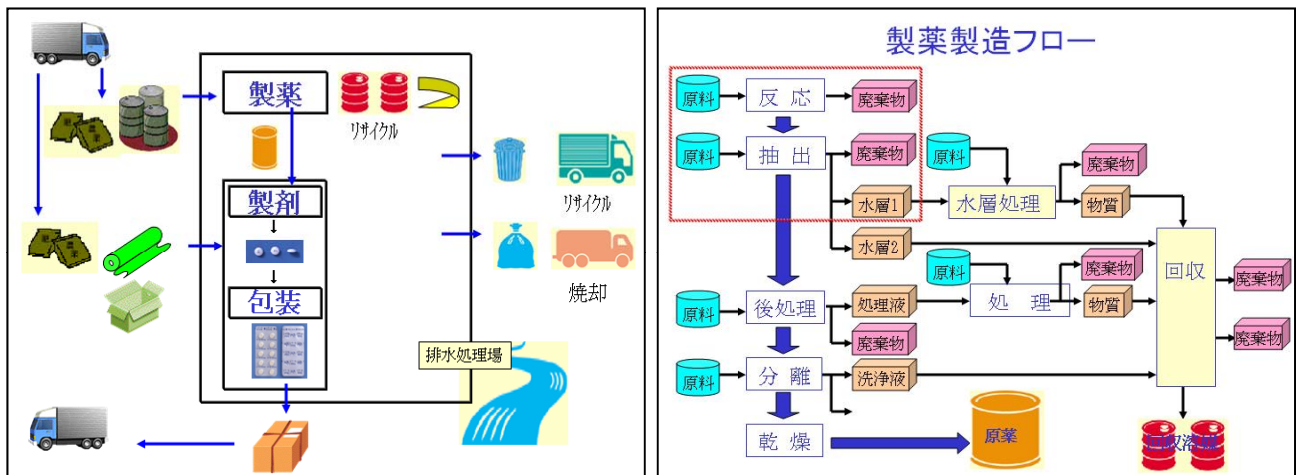 製薬
リサイクル
製剤
リサイクル
包装
焼却
排水処理場
製薬製造フロー
原料
反応
廃棄物
原料
抽出
廃棄物
原料
廃棄物
水層1
水層処理
物質
水層2
回収
原料
廃棄物
廃棄物
原料
後処理
処理液
処理
物質
廃棄物
廃棄物
原料
分離
洗浄液
乾燥
原薬